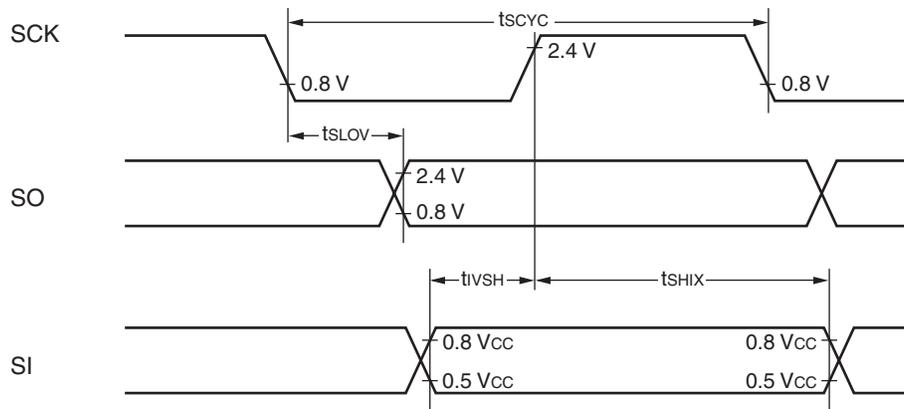 tSCYC
SCK
2.4 V
0.8 V
0.8 V
tSLOV
2.4 V
SO
0.8 V
tIVSH
tSHIX
0.8 VCC
0.8 VCC
SI
0.5 VCC
0.5 VCC